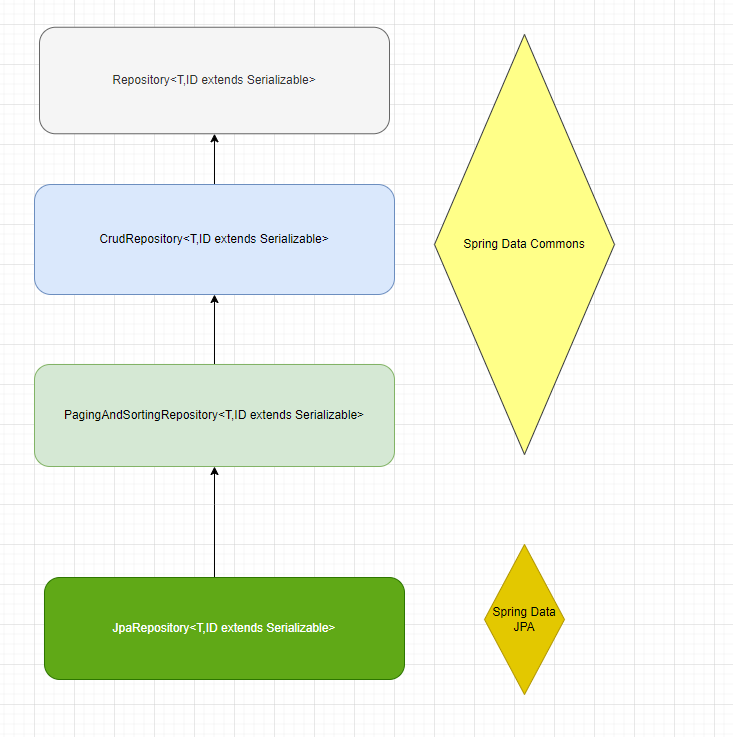 Repository<T,ID extends Serializable>
CrudRepository<T,ID extends Serializable>
Spring Data Commons
PagingAndSortingRepository<T,ID extends Serializable>
JpaRepository<T,ID extends Serializable>
Spring Data
JPA